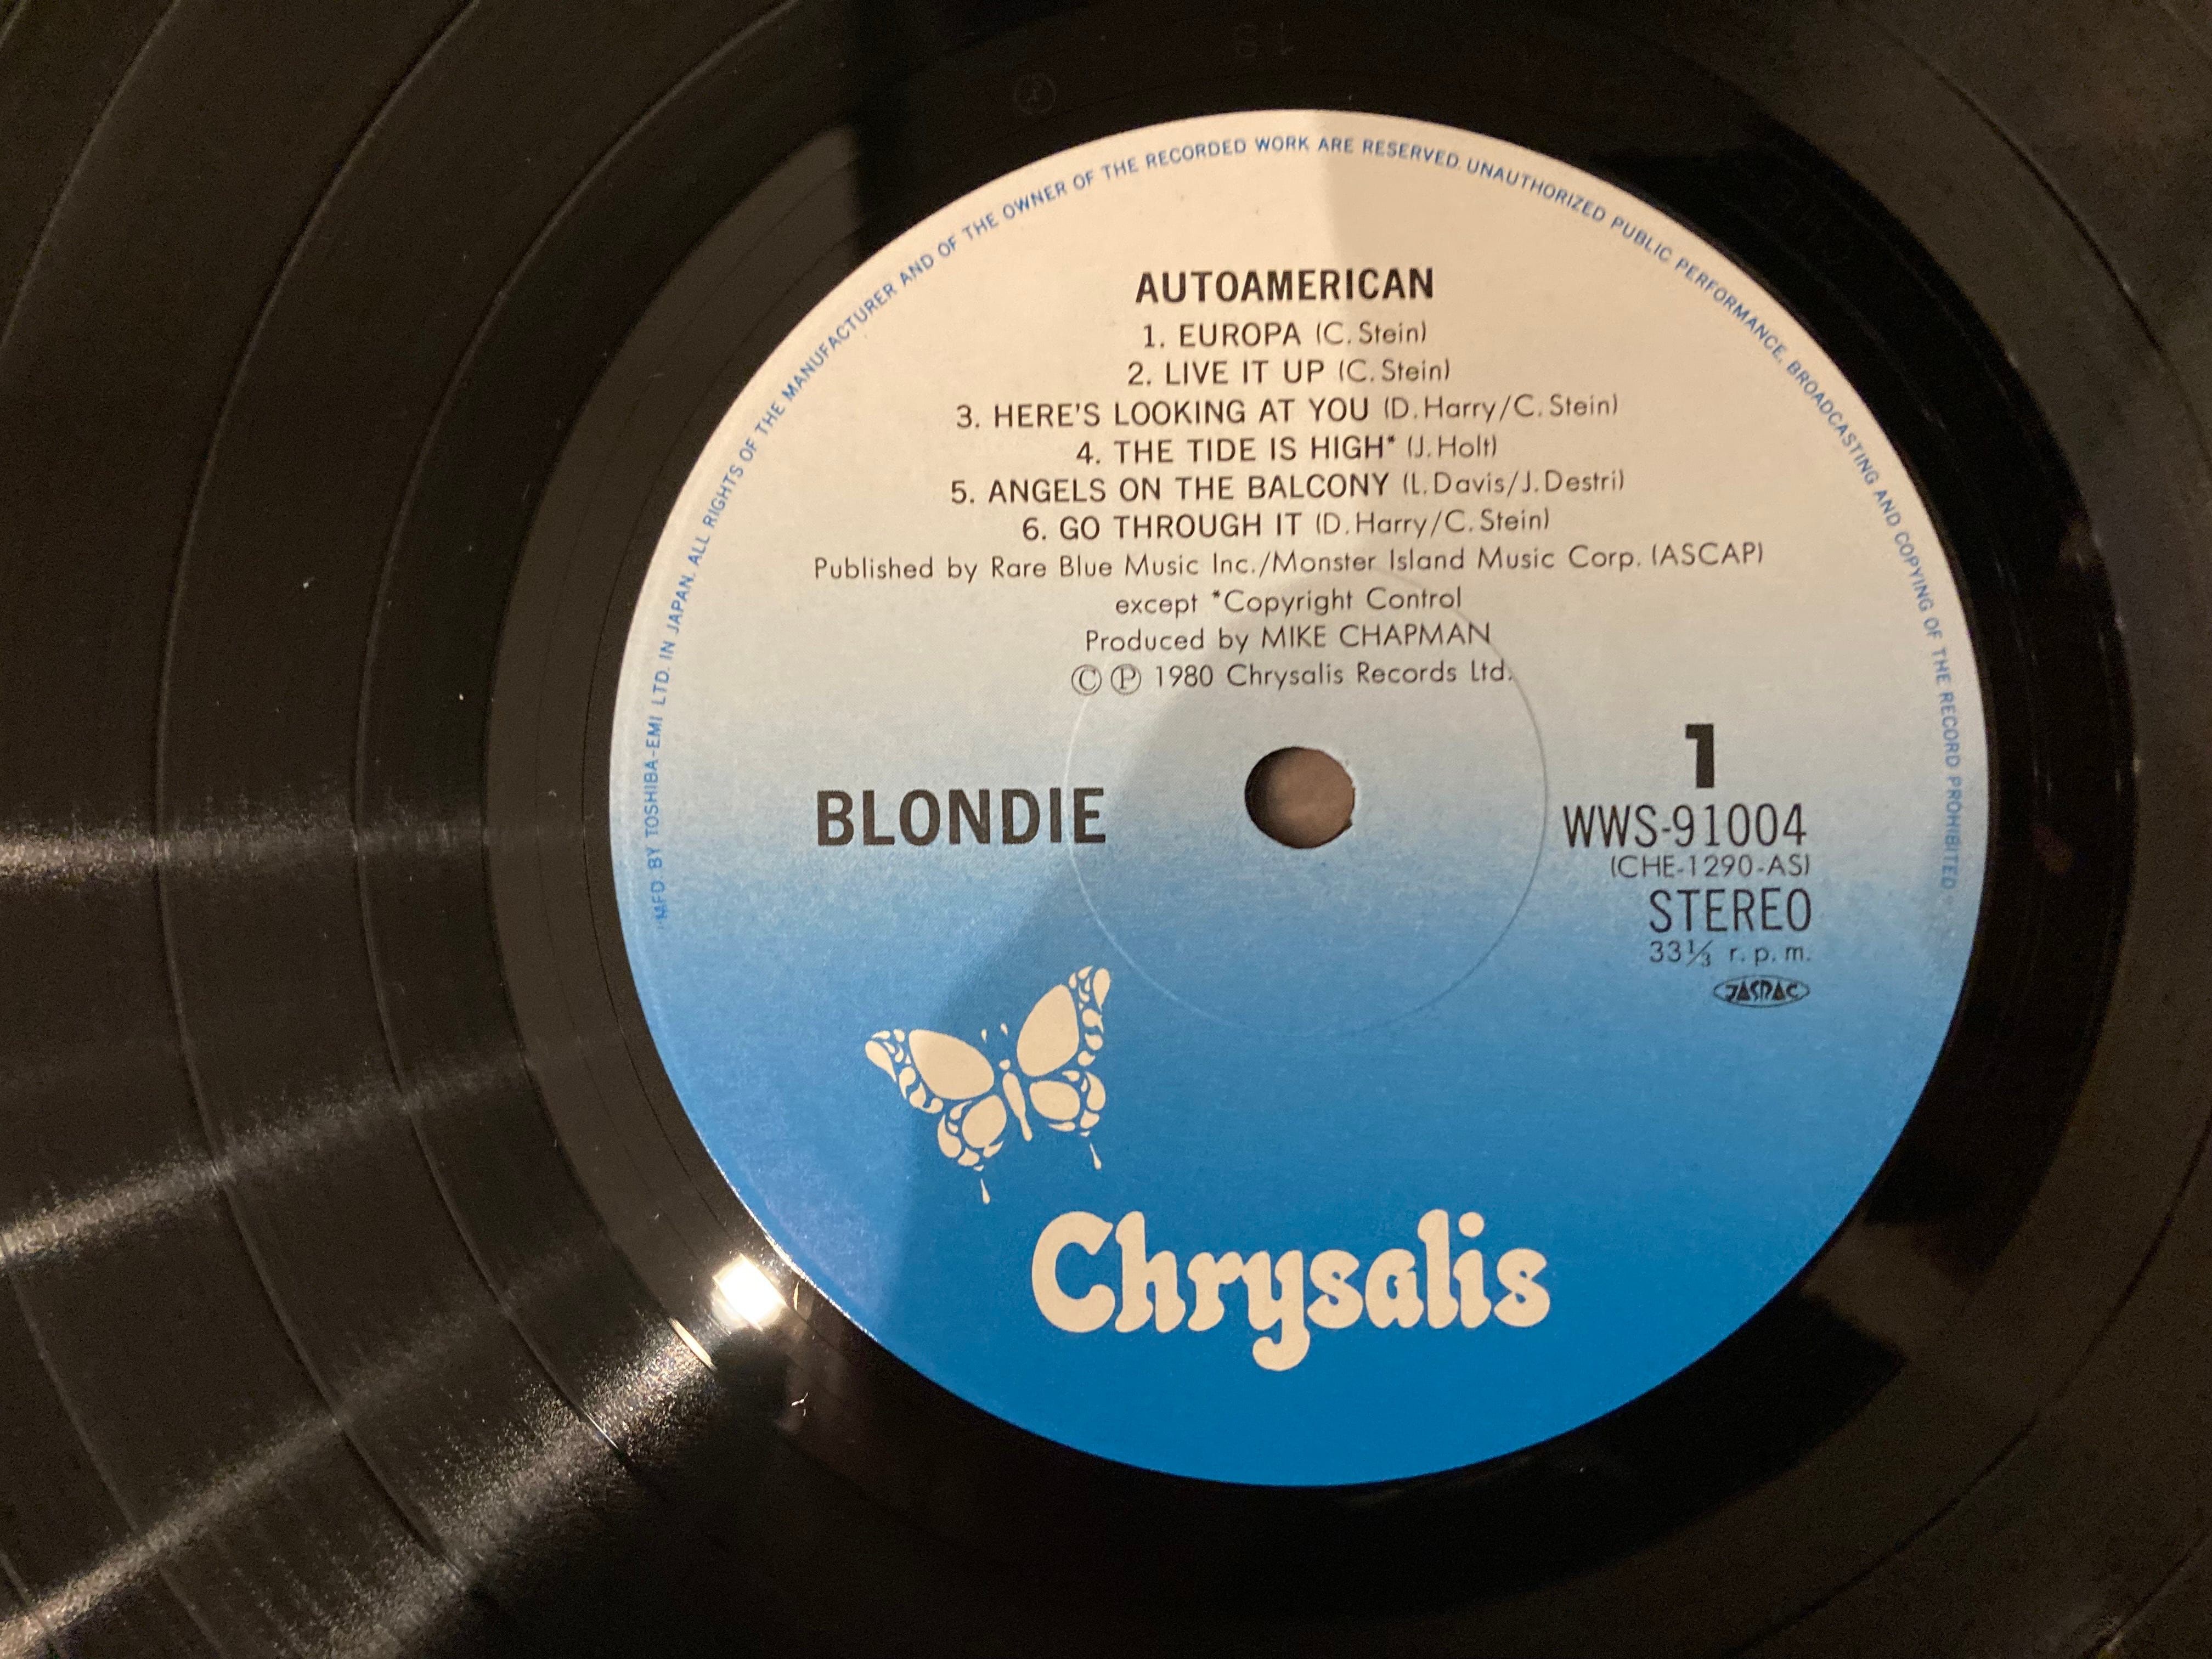 MFD. BY TOSHIBA-EMI LTD. IN JAPAN. ALL RIGHTS OF THE MANUFACTURER AND OF THE OWNER OF THE RECORDED WORK ARE RESERVED. UNAUTHORIZED PUBLIC PERFORMANCE, BROADCASTING AND COPYING OF THE RECORD PROHIBITED.
AUTOAMERICAN
1. EUROPA (C. Stein)
2. LIVE IT UP (C. Stein)
3. HERE'S LOOKING AT YOU (D. Harry/C. Stein)
4. THE TIDE IS HIGH* (J. Holt)
5. ANGELS ON THE BALCONY (L. Davis/J. Destri)
6. GO THROUGH IT (D. Harry/C. Stein)
Published by Rare Blue Music Inc./Monster Island Music Corp. (ASCAP)
except *Copyright Control
Produced by MIKE CHAPMAN
Ⓒ Ⓟ 1980 Chrysalis Records Ltd.
BLONDIE
1
WWS-91004
(CHE-1290-AS)
STEREO
33⅓ r.p.m.
JASRAC
Chrysalis